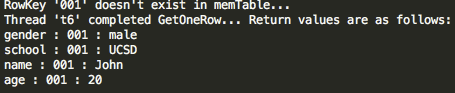 RowKey '001' doesn't exist in memTable...
Thread 't6' completed GetOneRow... Return values are as follows:
gender : 001 : male
school : 001 : UCSD
name : 001 : John
age : 001 : 20